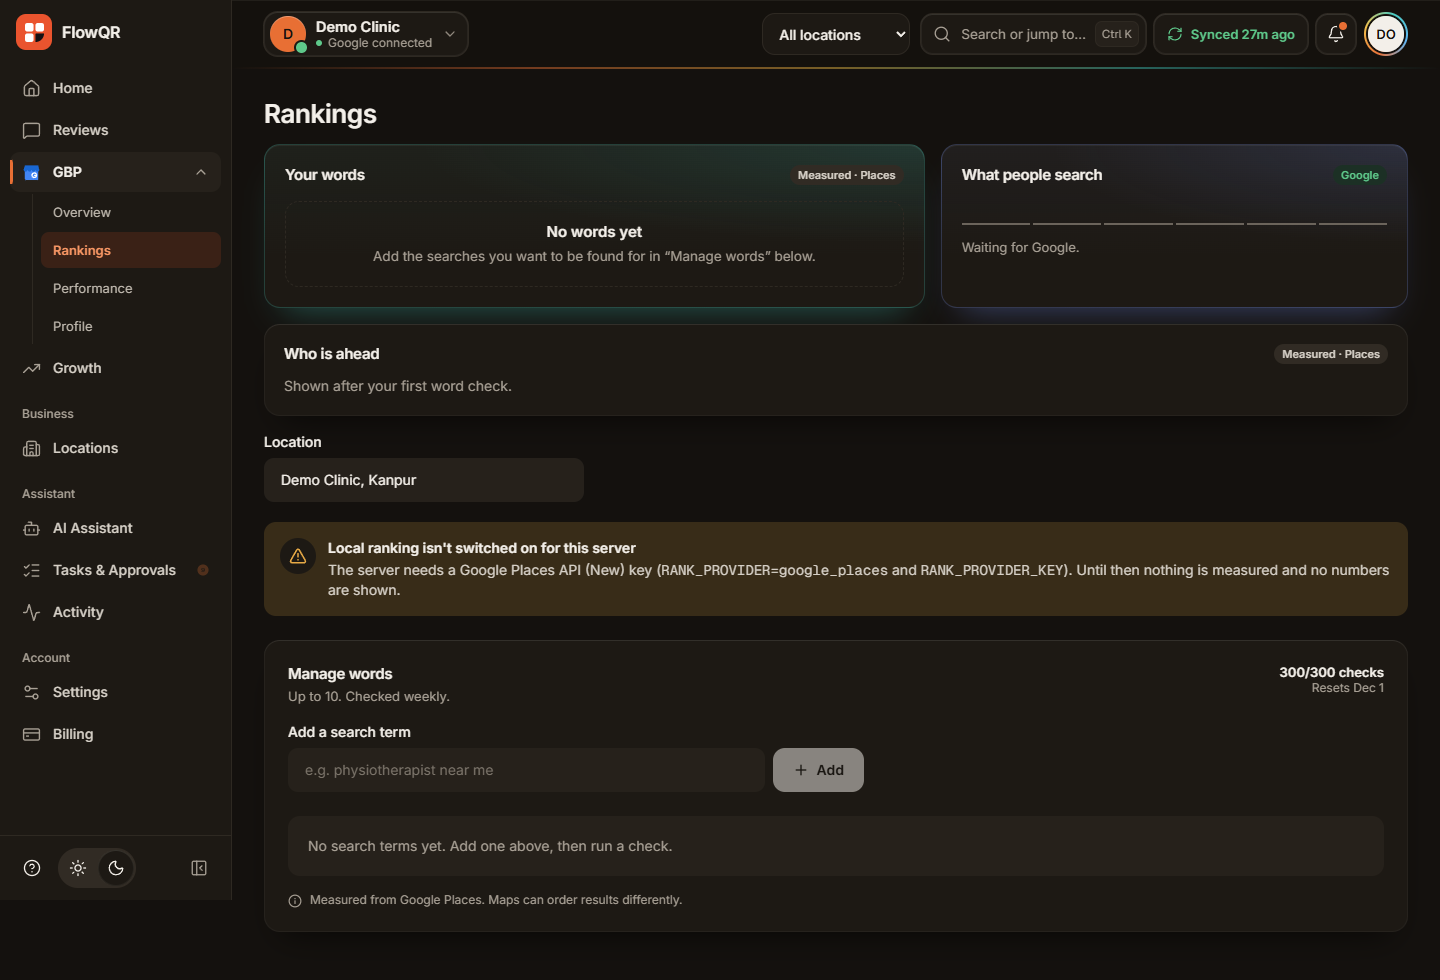 FlowQR
Home
Reviews
GBP
Overview
Rankings
Performance
Profile
Growth
Business
Locations
Assistant
AI Assistant
Tasks & Approvals
Activity
Account
Settings
Billing
D
Demo Clinic
Google connected
All locations
Search or jump to...
Ctrl K
Synced 27m ago
DO
Rankings
Your words
Measured · Places
No words yet
Add the searches you want to be found for in “Manage words” below.
What people search
Google
Waiting for Google.
Who is ahead
Measured · Places
Shown after your first word check.
Location
Demo Clinic, Kanpur
Local ranking isn't switched on for this server
The server needs a Google Places API (New) key (RANK_PROVIDER=google_places and RANK_PROVIDER_KEY). Until then nothing is measured and no numbers
are shown.
Manage words
Up to 10. Checked weekly.
300/300 checks
Resets Dec 1
Add a search term
e.g. physiotherapist near me
Add
No search terms yet. Add one above, then run a check.
Measured from Google Places. Maps can order results differently.